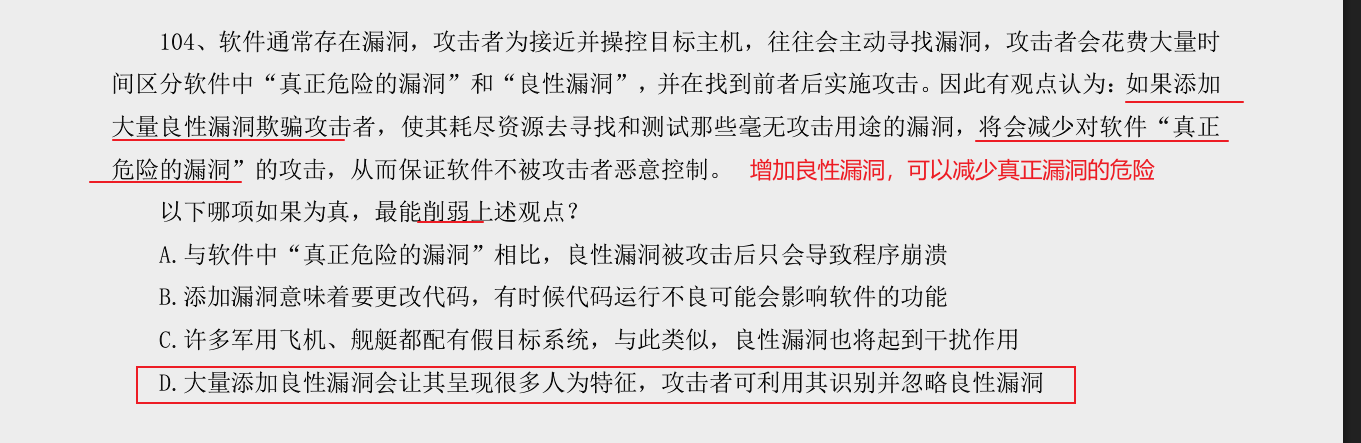 104、软件通常存在漏洞，攻击者为接近并操控目标主机，往往会主动寻找漏洞，攻击者会花费大量时
间区分软件中“真正危险的漏洞”和“良性漏洞”，并在找到前者后实施攻击。因此有观点认为：如果添加
大量良性漏洞欺骗攻击者，使其耗尽资源去寻找和测试那些毫无攻击用途的漏洞，将会减少对软件“真正
危险的漏洞”的攻击，从而保证软件不被攻击者恶意控制。 增加良性漏洞，可以减少真正漏洞的危险
以下哪项如果为真，最能削弱上述观点？
A.与软件中“真正危险的漏洞”相比，良性漏洞被攻击后只会导致程序崩溃
B.添加漏洞意味着要更改代码，有时候代码运行不良可能会影响软件的功能
C.许多军用飞机、舰艇都配有假目标系统，与此类似，良性漏洞也将起到干扰作用
D.大量添加良性漏洞会让其呈现很多人为特征，攻击者可利用其识别并忽略良性漏洞